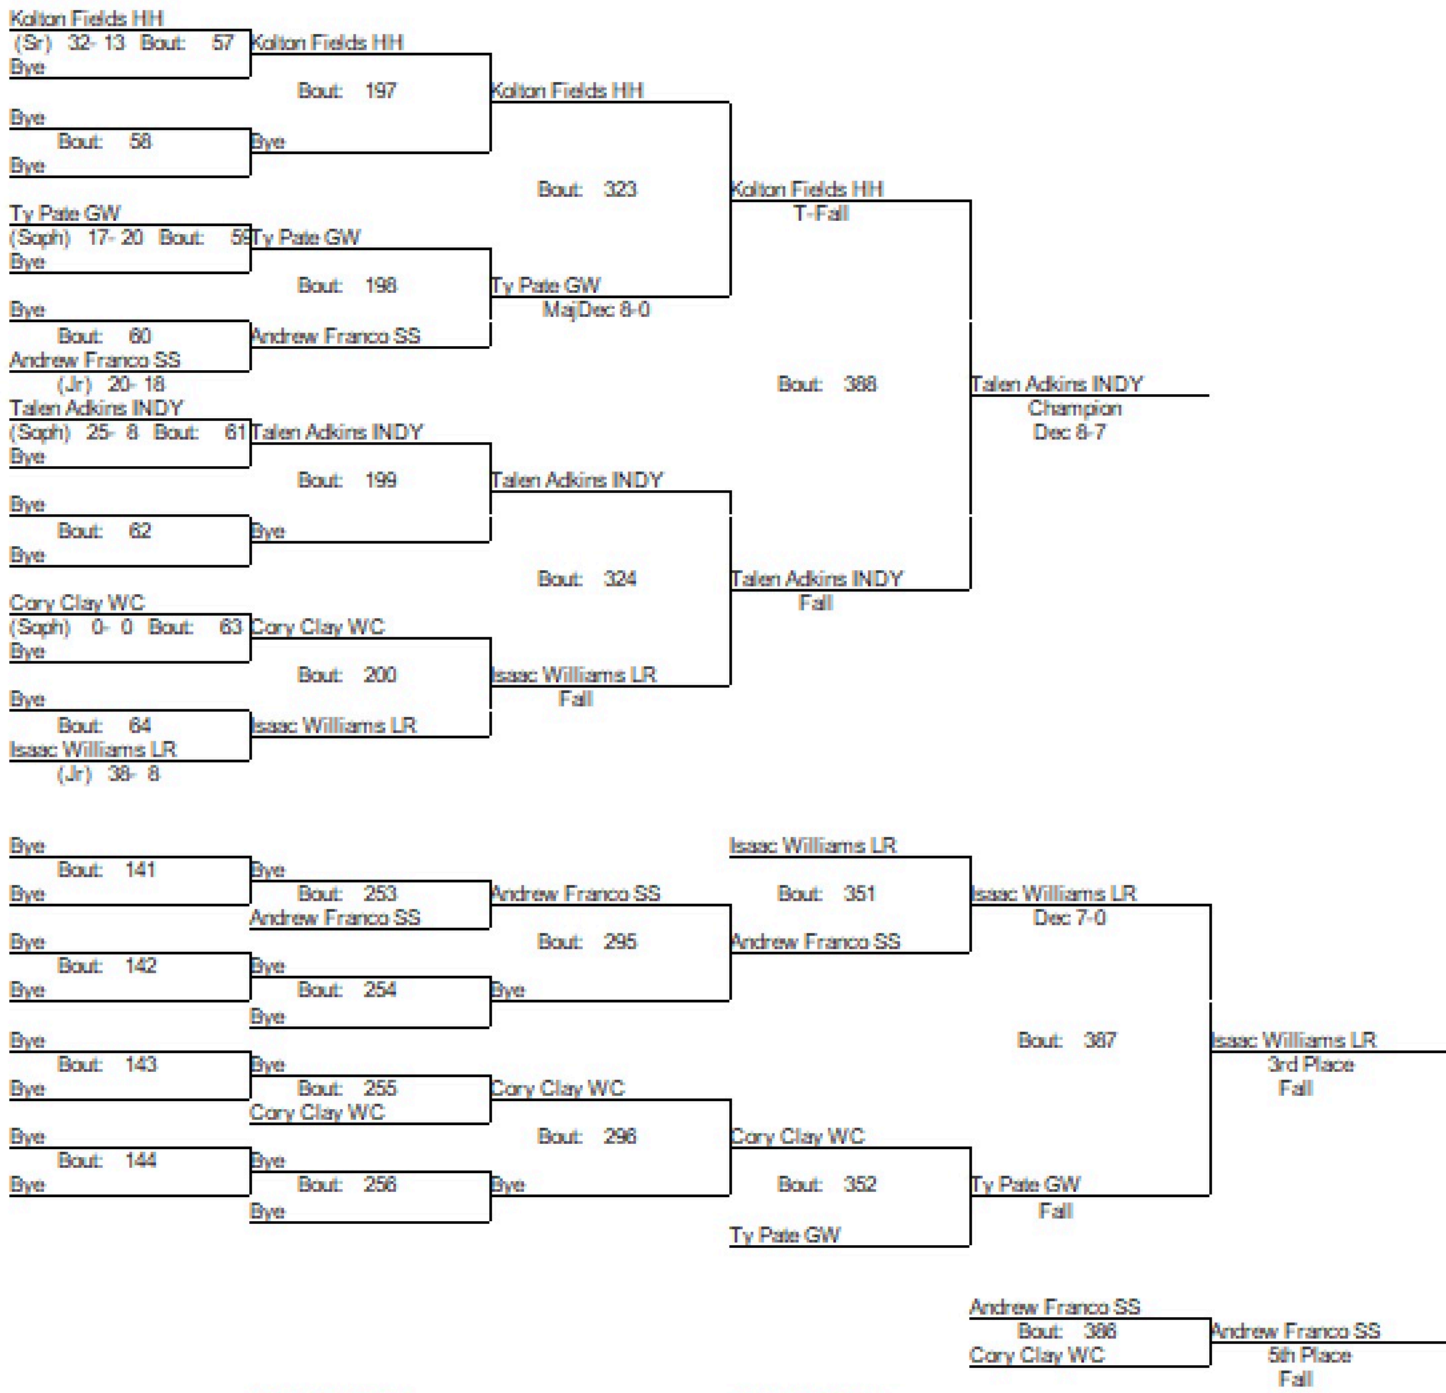 Kolton Fields HH
(Sr) 32- 13 Bout: 57
Bye
Kolton Fields HH
Bout: 197
Bye
Bout: 58
Bye
Bye
Kolton Fields HH
Bout: 323
Ty Pate GW
(Soph) 17- 20 Bout: 59
Bye
Ty Pate GW
Bout: 198
Bye
Bout: 60
Andrew Franco SS
(Jr) 20- 18
Andrew Franco SS
Ty Pate GW
MajDec 8-0
Kolton Fields HH
T-Fall
Bout: 388
Talen Adkins INDY
(Soph) 25- 8 Bout: 61
Bye
Talen Adkins INDY
Bout: 199
Bye
Bout: 62
Bye
Bye
Talen Adkins INDY
Bout: 324
Cory Clay WC
(Soph) 0- 0 Bout: 63
Bye
Cory Clay WC
Bout: 200
Bye
Bout: 64
Isaac Williams LR
(Jr) 38- 8
Isaac Williams LR
Isaac Williams LR
Fall
Talen Adkins INDY
Fall
Talen Adkins INDY
Champion
Dec 8-7
Bye
Bout: 141
Bye
Bye
Bout: 253
Andrew Franco SS
Andrew Franco SS
Bout: 295
Bye
Bout: 142
Bye
Bye
Bout: 254
Bye
Bye
Isaac Williams LR
Bout: 351
Andrew Franco SS
Isaac Williams LR
Dec 7-0
Bout: 387
Bye
Bout: 143
Bye
Bye
Bout: 255
Cory Clay WC
Cory Clay WC
Bout: 296
Bye
Bout: 144
Bye
Bye
Bout: 256
Bye
Bye
Cory Clay WC
Bout: 352
Ty Pate GW
Ty Pate GW
Fall
Isaac Williams LR
3rd Place
Fall
Andrew Franco SS
Bout: 386
Cory Clay WC
Andrew Franco SS
5th Place
Fall